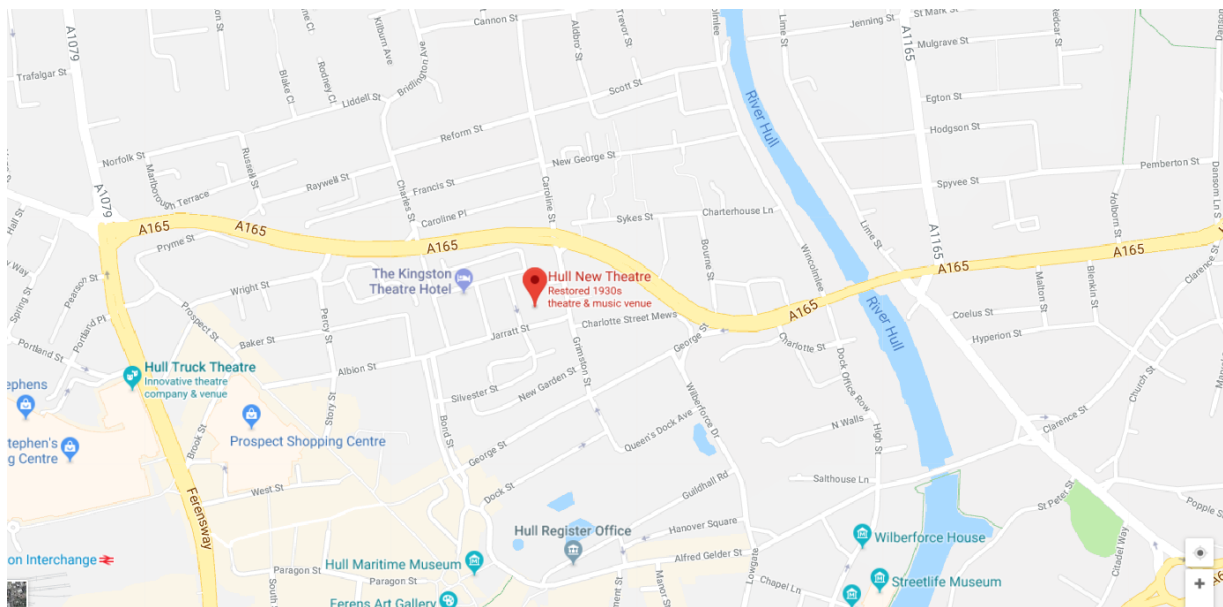 Cannon St
Aldbro' St
Trevor St
Lime St
Jenning St
St Mark St
Mulgrave St
Redcar St
A1079
Kilburn Ave
Bridlington Ave
A1165
Trafalgar St
Blake Cl
Rodney Cl
Liddell St
Scott St
River Hull
Egton St
Hodgson St
Reform St
Norfolk St
Marlborough Terrace
Russell St
New George St
Pemberton St
Raywell St
Francis St
Spyvee St
Dansom Ln S
A1079
Charles St
Caroline Pl
Caroline St
Sykes St
Charterhouse Ln
Holborn St
Lime St
A1165
A165
A165
A165
Pryme St
Bourne St
Wincolmlee
A165
A165
A165
Clarence St
Pearson St
Spring St
Wright St
The Kingston
Theatre Hotel
Hull New Theatre
Restored 1930s
theatre & music venue
Malton St
Blenkin St
Portland Pl
Prospect St
Percy St
Jarratt St
Charlotte Street Mews
George St
River Hull
Coelus St
Hyperion St
Baker St
Portland St
Albion St
Grimston St
Charlotte St
Dock Office Row
Church St
Hull Truck Theatre
Innovative theatre
company & venue
Silvester St
New Garden St
Wilberforce Dr
Story St
Prospect Shopping Centre
Bond St
George St
Queen's Dock Ave
N Walls
High St
Clarence St
Brook St
West St
Dock St
Guildhall Rd
Salthouse Ln
St Peter St
Popple St
Ferensway
Hull Register Office
Hanover Square
Lowgate
Wilberforce House
Citadel Way
on Interchange
Hull Maritime Museum
Alfred Gelder St
Paragon St
Paragon St
Manor St
Chapel Ln
Streetlife Museum
Ferens Art Gallery